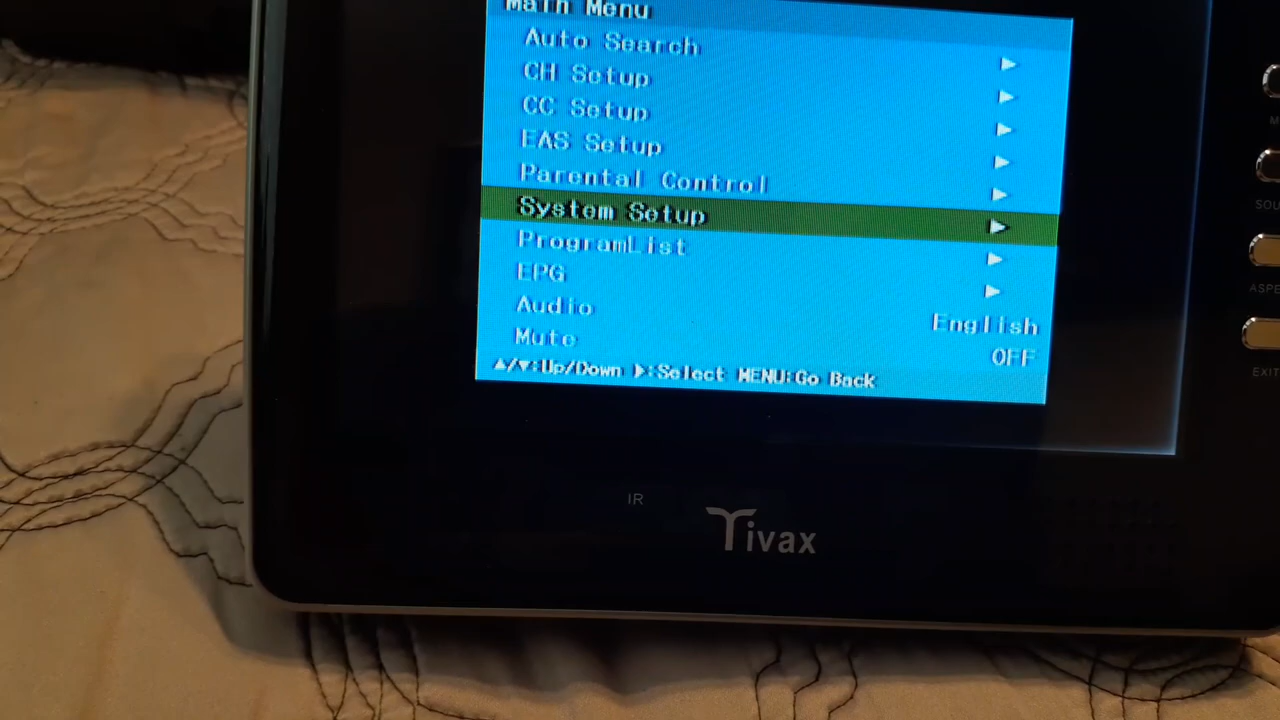 Main Menu
Auto Search ▶
CH Setup ▶
CC Setup ▶
EAS Setup ▶
Parental Control ▶
System Setup ▶
ProgramList ▶
EPG ▶
Audio English
Mute OFF
▲/▼:Up/Down ▶:Select MENU:Go Back
IR
Tivax